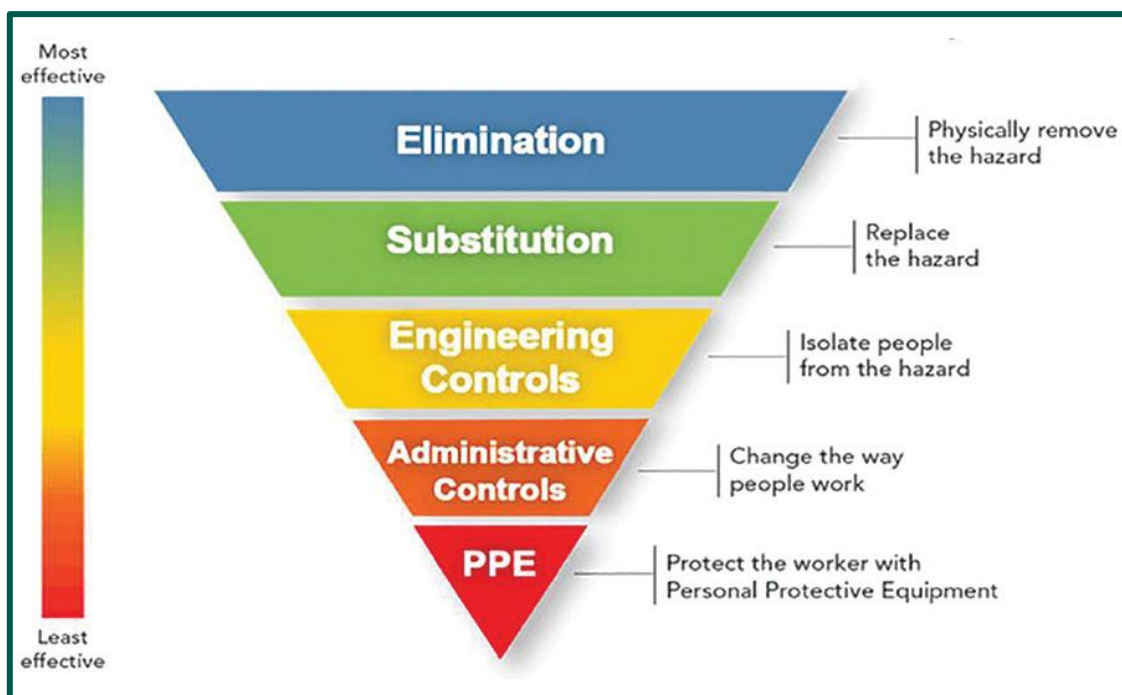 Most
effective
Elimination
Physically remove
the hazard
Substitution
Replace
the hazard
Engineering
Controls
Isolate people
from the hazard
Administrative
Controls
Change the way
people work
PPE
Protect the worker with
Personal Protective Equipment
Least
effective